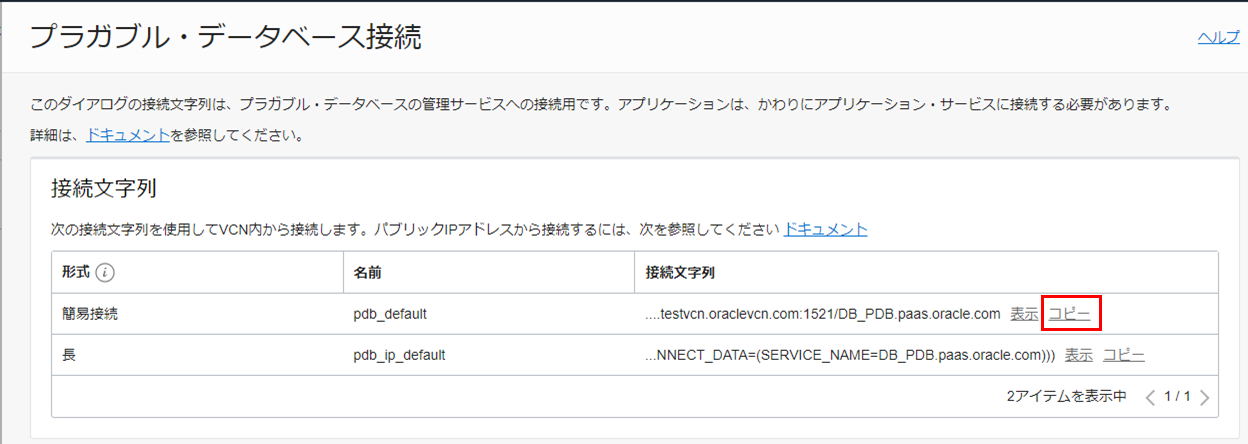 プラガブル・データベース接続
ヘルプ
このダイアログの接続文字列は、プラガブル・データベースの管理サービスへの接続用です。アプリケーションは、かわりにアプリケーション・サービスに接続する必要があります。
詳細は、ドキュメントを参照してください。
接続文字列
次の接続文字列を使用してVCN内から接続します。パブリックIPアドレスから接続するには、次を参照してください ドキュメント
形式 i 名前 接続文字列
簡易接続 pdb_default ....testvcn.oraclevcn.com:1521/DB_PDB.paas.oracle.com 表示 コピー
長 pdb_ip_default ...NNECT_DATA=(SERVICE_NAME=DB_PDB.paas.oracle.com))) 表示 コピー
2アイテムを表示中 < 1 / 1 >